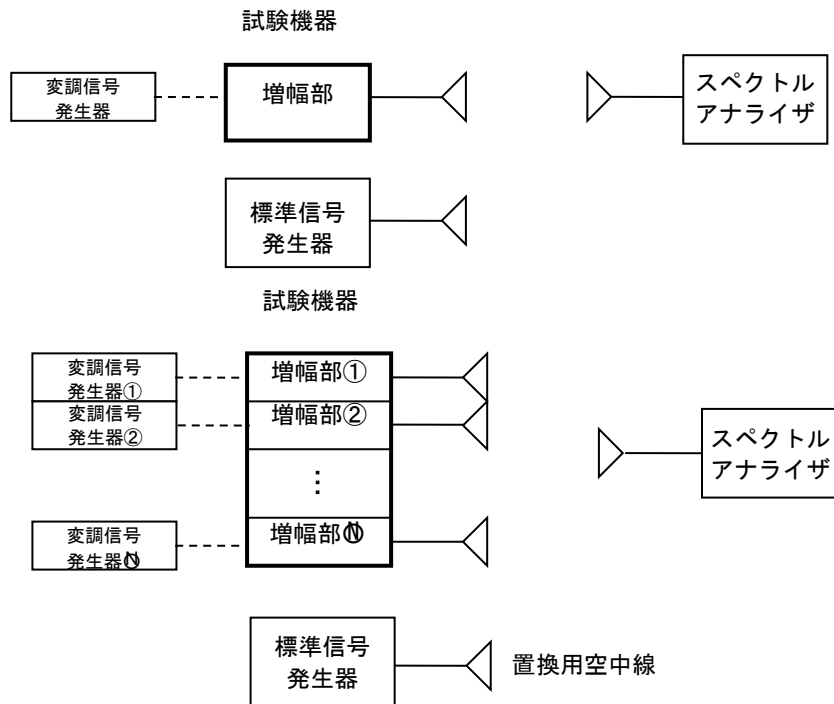 試験機器
変調信号
発生器
増幅部
スペクトル
アナライザ
標準信号
発生器
試験機器
変調信号
発生器①
増幅部①
変調信号
発生器②
増幅部②
スペクトル
アナライザ
⋮
変調信号
発生器Ⓝ
増幅部Ⓝ
標準信号
発生器
置換用空中線